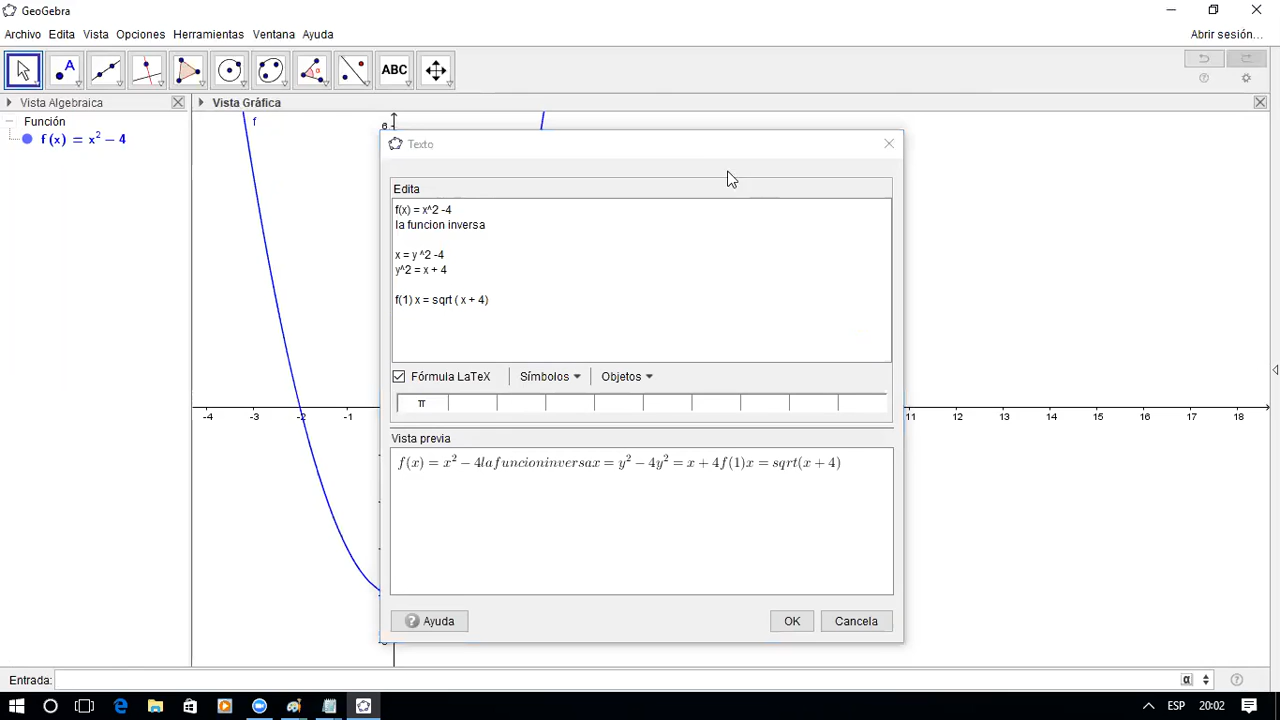 GeoGebra
Archivo Edita Vista Opciones Herramientas Ventana Ayuda
Abrir sesión...
ABC
Vista Algebraica
Vista Gráfica
Función
f(x) = x² − 4
f
6
Texto
Edita
f(x) = x^2 -4
la funcion inversa
x = y ^2 -4
y^2 = x + 4
f(1) x = sqrt ( x + 4)
Fórmula LaTeX Símbolos Objetos
π
-4 -3 -2 -1 11 12 13 14 15 16 17 18
Vista previa
f(x) = x² − 4lafuncioninversax = y² − 4y² = x + 4f(1)x = sqrt(x + 4)
Ayuda OK Cancela
Entrada:
α
ESP 20:02